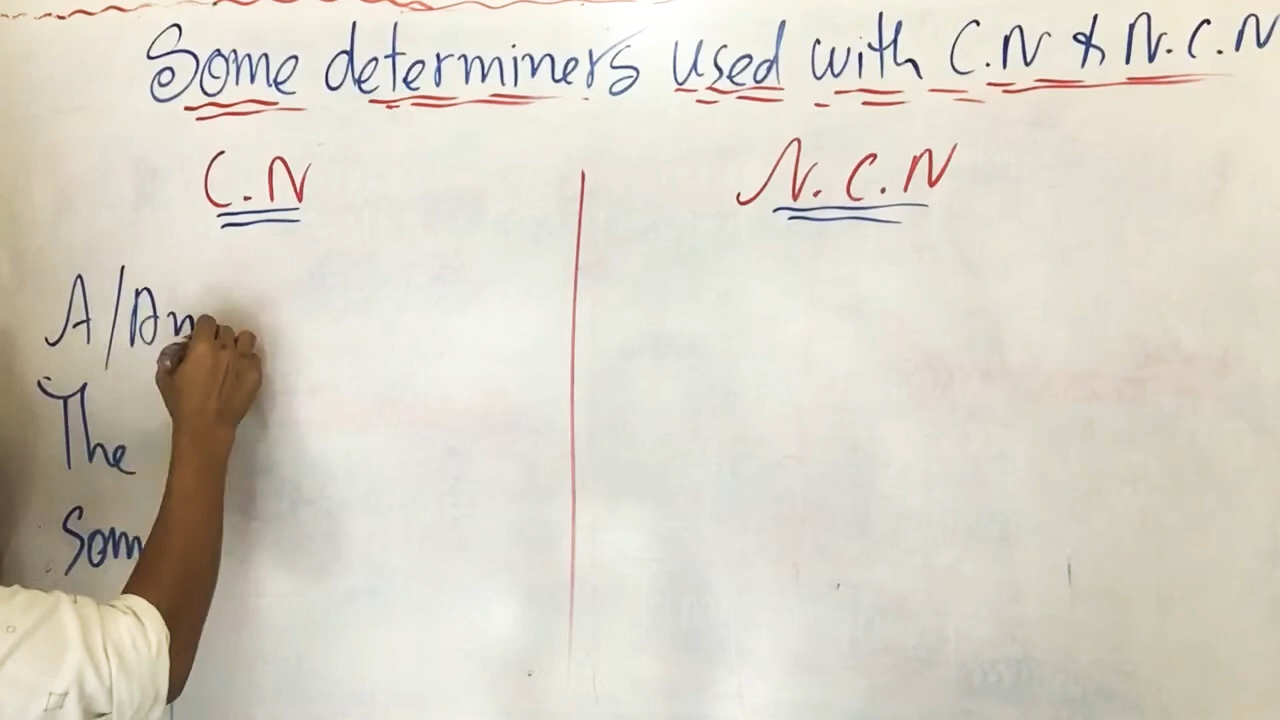 Some determiners used with C.N & N.C.N
C.N
N.C.N
A/An
The
Som